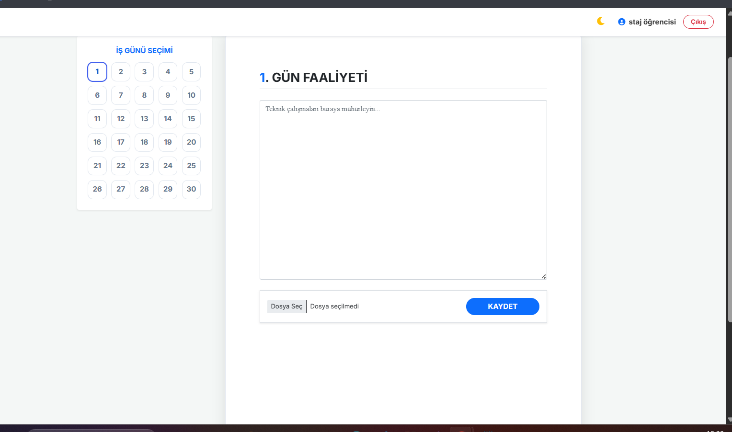 staj öğrencisi
Çıkış
İŞ GÜNÜ SEÇİMİ
1 2 3 4 5
6 7 8 9 10
11 12 13 14 15
16 17 18 19 20
21 22 23 24 25
26 27 28 29 30
1. GÜN FAALİYETİ
Teknik çalışmaları buraya
Dosya Seç Dosya seçilmedi
KAYDET